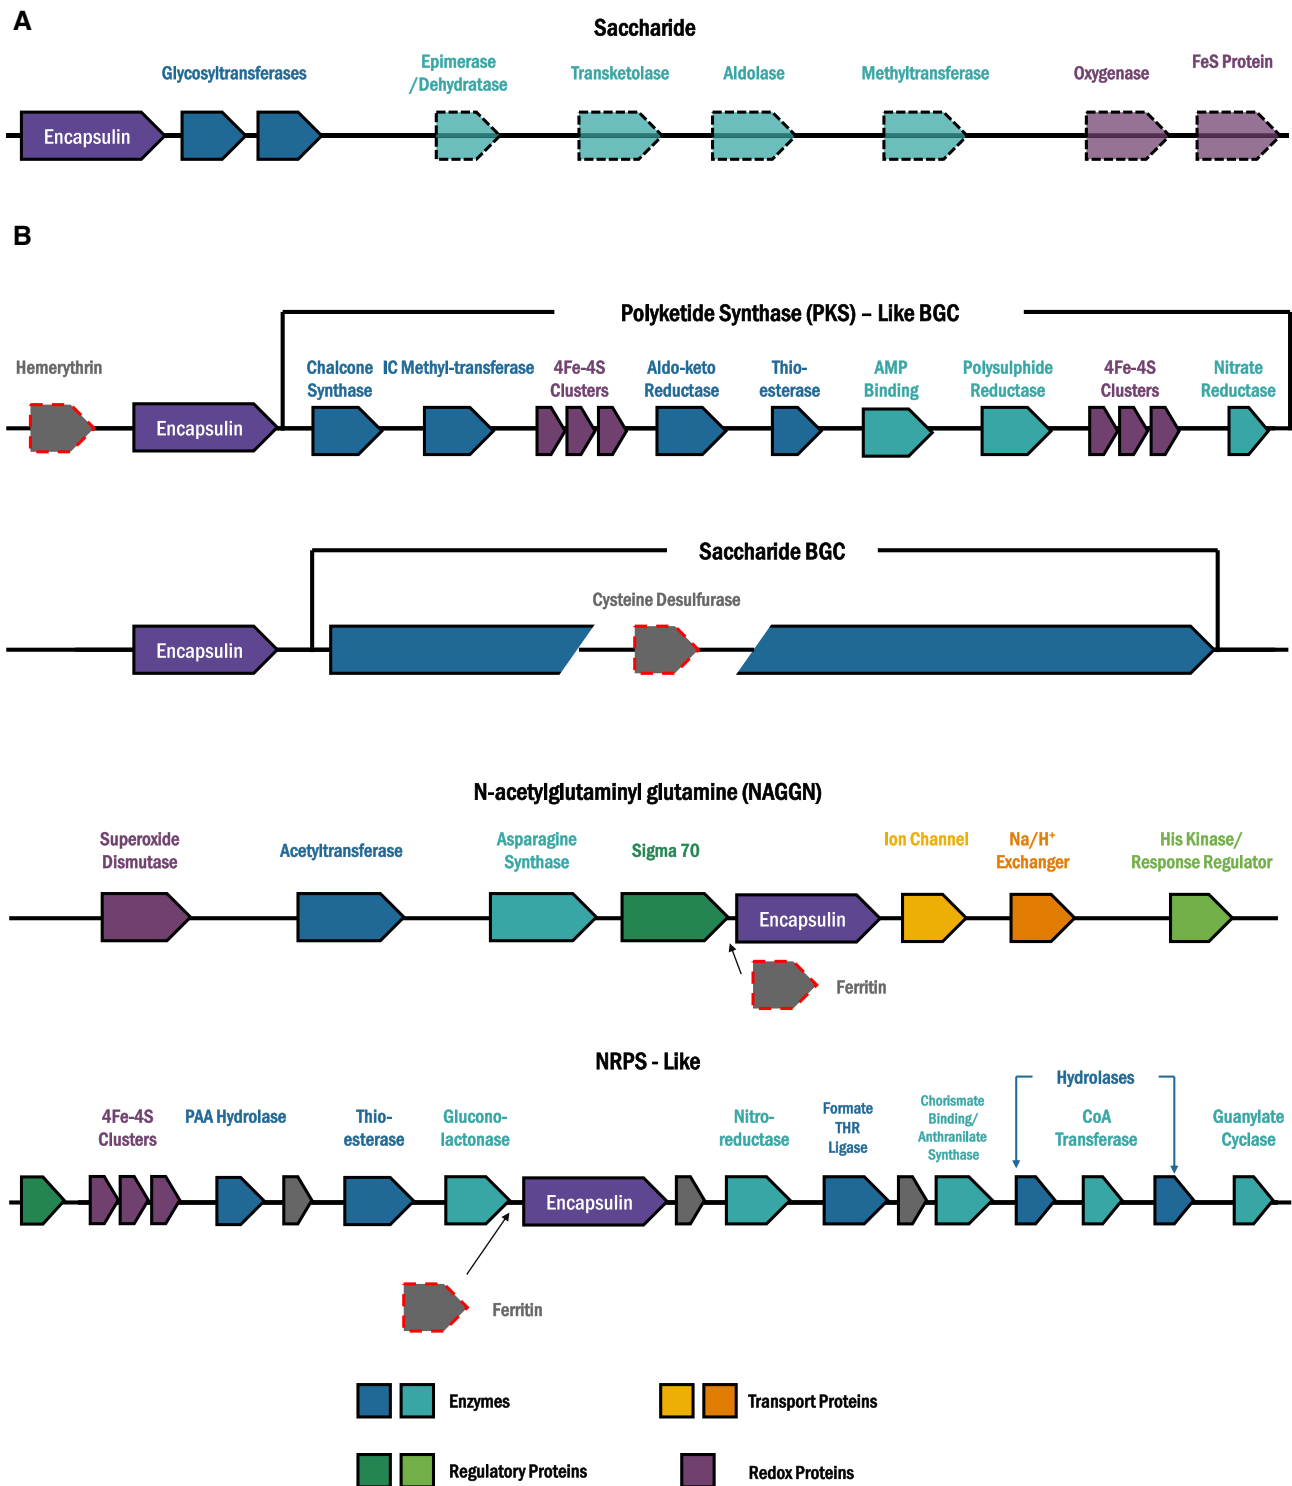 A
Saccharide
Glycosyltransferases
Epimerase
/Dehydratase
Transketolase
Aldolase
Methyltransferase
Oxygenase
FeS Protein
Encapsulin
B
Polyketide Synthase (PKS) – Like BGC
Hemerythrin
Chalcone
Synthase
IC Methyl-transferase
4Fe-4S
Clusters
Aldo-keto
Reductase
Thio-
esterase
AMP
Binding
Polysulphide
Reductase
4Fe-4S
Clusters
Nitrate
Reductase
Encapsulin
Saccharide BGC
Cysteine Desulfurase
Encapsulin
N-acetylglutaminyl glutamine (NAGGN)
Superoxide
Dismutase
Acetyltransferase
Asparagine
Synthase
Sigma 70
Ion Channel
Na/H⁺
Exchanger
His Kinase/
Response Regulator
Encapsulin
Ferritin
NRPS - Like
4Fe-4S
Clusters
PAA Hydrolase
Thio-
esterase
Glucono-
lactonase
Nitro-
reductase
Formate
THR
Ligase
Chorismate
Binding/
Anthranilate
Synthase
Hydrolases
CoA
Transferase
Guanylate
Cyclase
Encapsulin
Ferritin
Enzymes
Transport Proteins
Regulatory Proteins
Redox Proteins